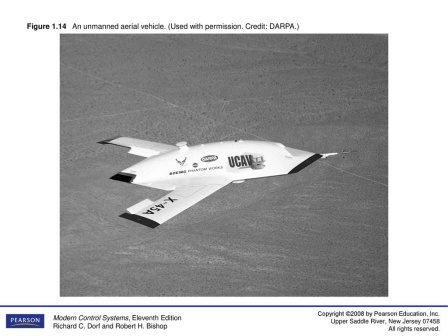 Figure 1.14 An unmanned aerial vehicle. (Used with permission. Credit: DARPA.)
UCAV
BOEING PHANTOM WORKS
X-45A
PEARSON
Modern Control Systems, Eleventh Edition
Richard C. Dorf and Robert H. Bishop
Copyright ©2008 by Pearson Education, Inc.
Upper Saddle River, New Jersey 07458
All rights reserved.